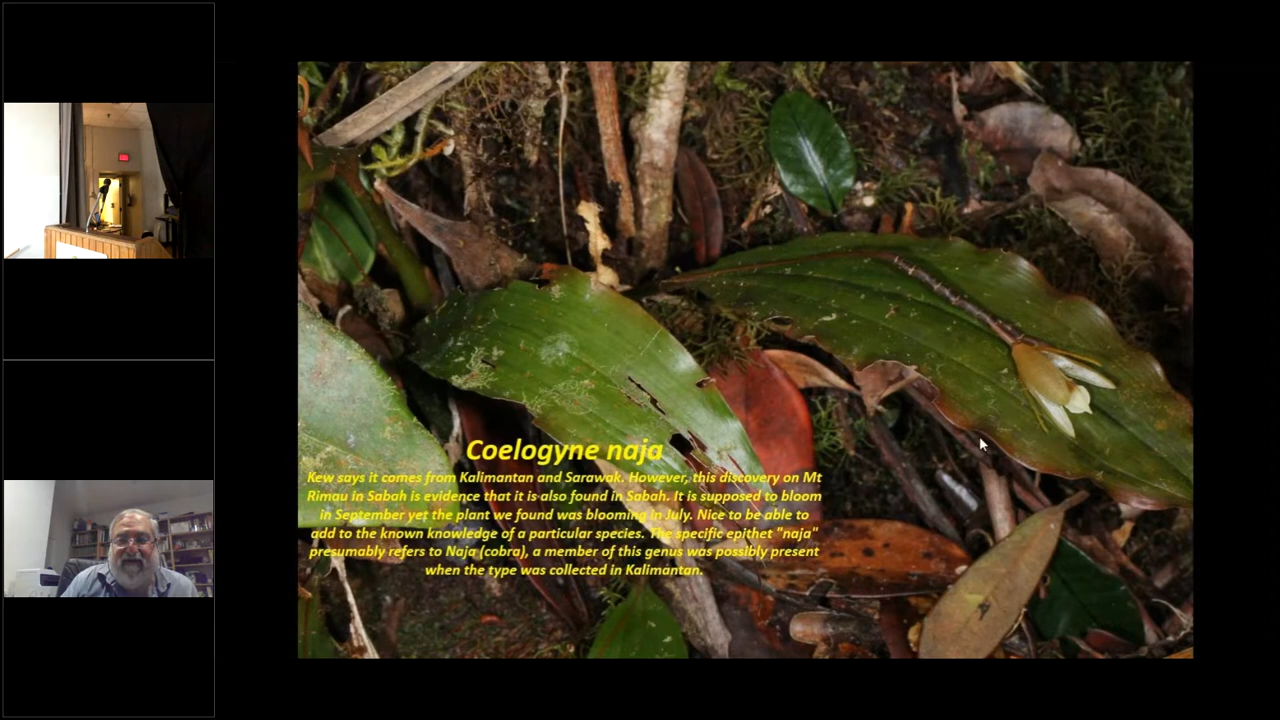 Coelogyne naja
Kew says it comes from Kalimantan and Sarawak. However, this discovery on Mt
Rimau in Sabah is evidence that it is also found in Sabah. It is supposed to bloom
in September yet the plant we found was blooming in July. Nice to be able to
add to the known knowledge of a particular species. The specific epithet "naja"
presumably refers to Naja (cobra), a member of this genus was possibly present
when the type was collected in Kalimantan.